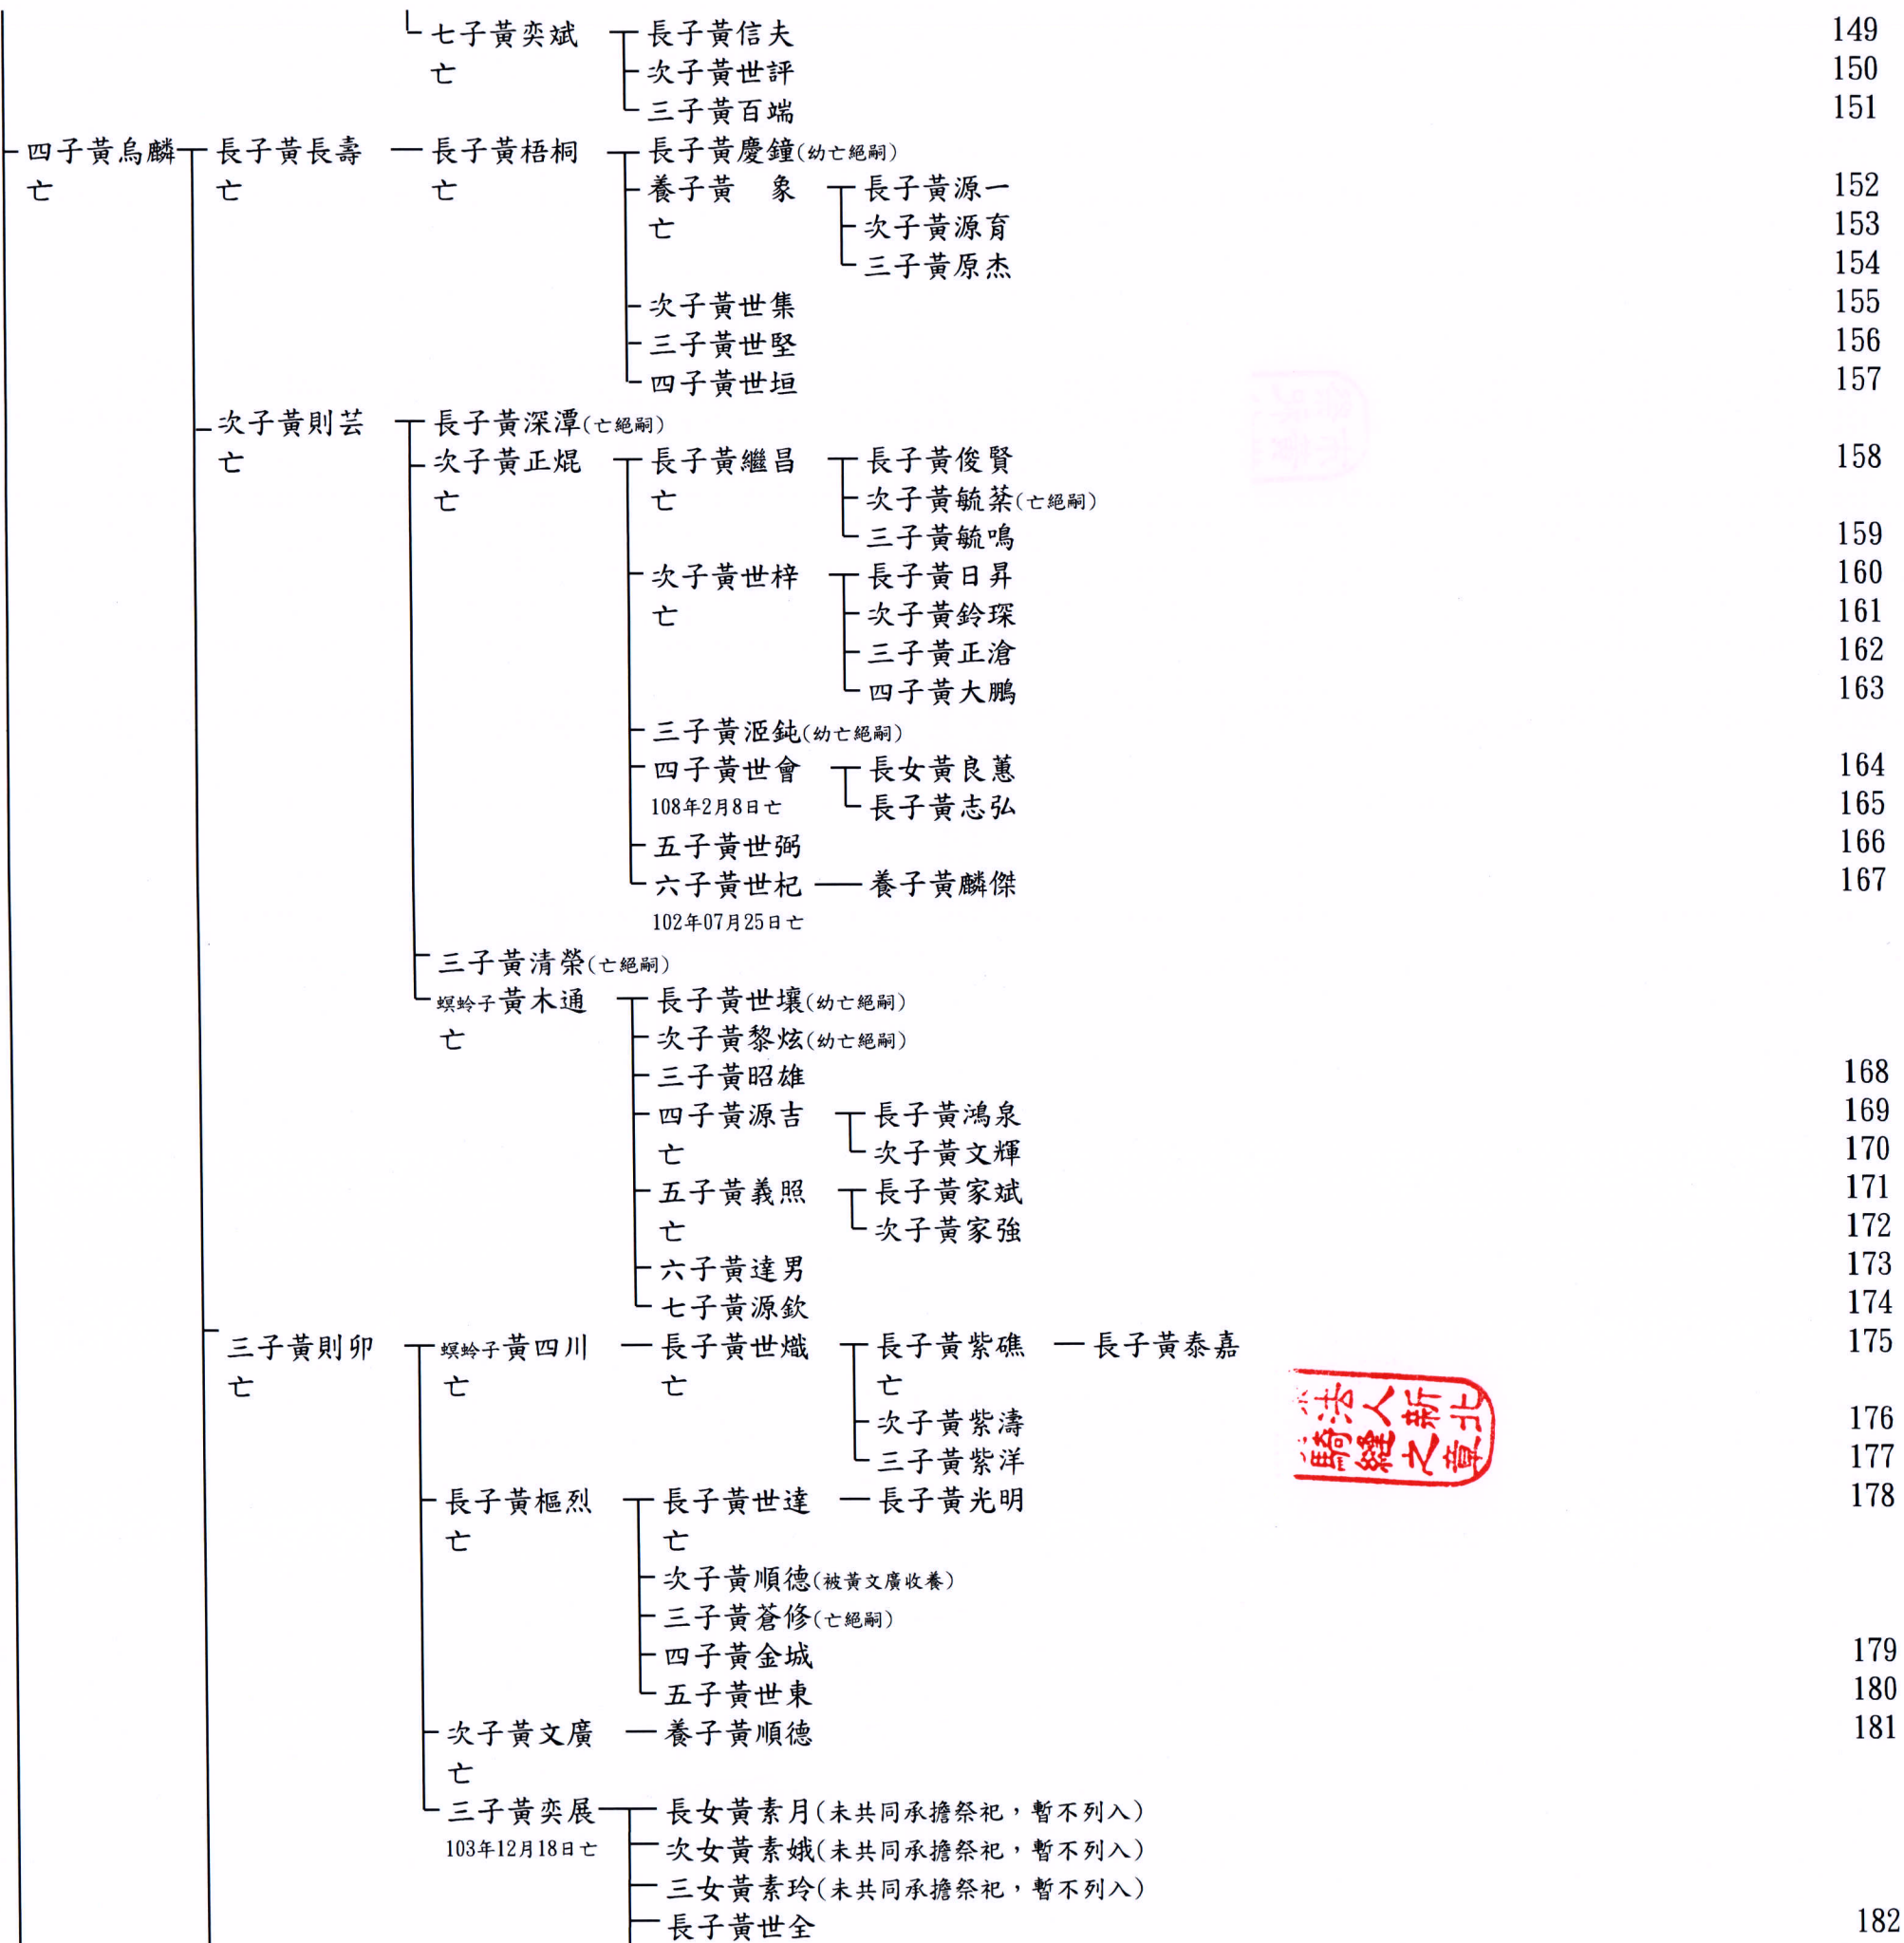 七子黃奕斌 長子黃信夫 149
亡 次子黃世評 150
三子黃百端 151
四子黃烏麟 長子黃長壽 長子黃梧桐 長子黃慶鐘(幼亡絕嗣)
亡 亡 亡 養子黃　象 長子黃源一 152
亡 次子黃源育 153
三子黃原杰 154
次子黃世集 155
三子黃世堅 156
四子黃世垣 157
次子黃則芸 長子黃深潭(亡絕嗣)
亡 次子黃正焜 長子黃繼昌 長子黃俊賢 158
亡 亡 次子黃毓棻(亡絕嗣)
三子黃毓鳴 159
次子黃世梓 長子黃日昇 160
亡 次子黃鈴琛 161
三子黃正滄 162
四子黃大鵬 163
三子黃洍鈍(幼亡絕嗣)
四子黃世會 長女黃良蕙 164
108年2月8日亡 長子黃志弘 165
五子黃世弼 166
六子黃世杞 養子黃麟傑 167
102年07月25日亡
三子黃清榮(亡絕嗣)
螟蛉子黃木通 長子黃世壤(幼亡絕嗣)
亡 次子黃黎炫(幼亡絕嗣)
三子黃昭雄 168
四子黃源吉 長子黃鴻泉 169
亡 次子黃文輝 170
五子黃義照 長子黃家斌 171
亡 次子黃家強 172
六子黃達男 173
七子黃源欽 174
三子黃則卯 螟蛉子黃四川 長子黃世熾 長子黃紫礁 長子黃泰嘉 175
亡 亡 亡 亡
次子黃紫濤 176
三子黃紫洋 177
長子黃樞烈 長子黃世達 長子黃光明 178
亡 亡
次子黃順德(被黃文廣收養)
三子黃蒼修(亡絕嗣)
四子黃金城 179
五子黃世東 180
次子黃文廣 養子黃順德 181
亡
三子黃奕展 長女黃素月(未共同承擔祭祀，暫不列入)
103年12月18日亡 次女黃素娥(未共同承擔祭祀，暫不列入)
三女黃素玲(未共同承擔祭祀，暫不列入)
長子黃世全 182
法人新北
騎縫之章